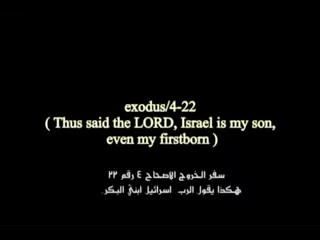 exodus/4-22
( Thus said the LORD, Israel is my son,
even my firstborn )
سفر الخروج الاصحاح ٤ رقم ٢٢
هكذا يقول الرب اسرائيل ابني البكر.